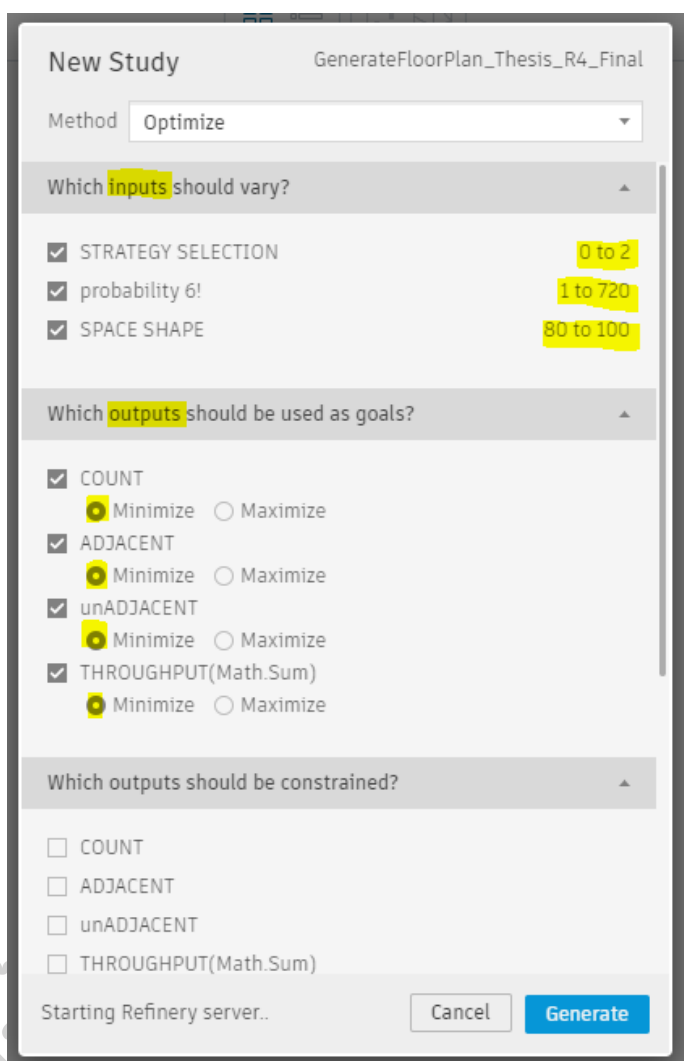 New Study GenerateFloorPlan_Thesis_R4_Final
Method Optimize
Which inputs should vary?
STRATEGY SELECTION 0 to 2
probability 6! 1 to 720
SPACE SHAPE 80 to 100
Which outputs should be used as goals?
COUNT
Minimize Maximize
ADJACENT
Minimize Maximize
unADJACENT
Minimize Maximize
THROUGHPUT(Math.Sum)
Minimize Maximize
Which outputs should be constrained?
COUNT
ADJACENT
unADJACENT
THROUGHPUT(Math.Sum)
Starting Refinery server.. Cancel Generate